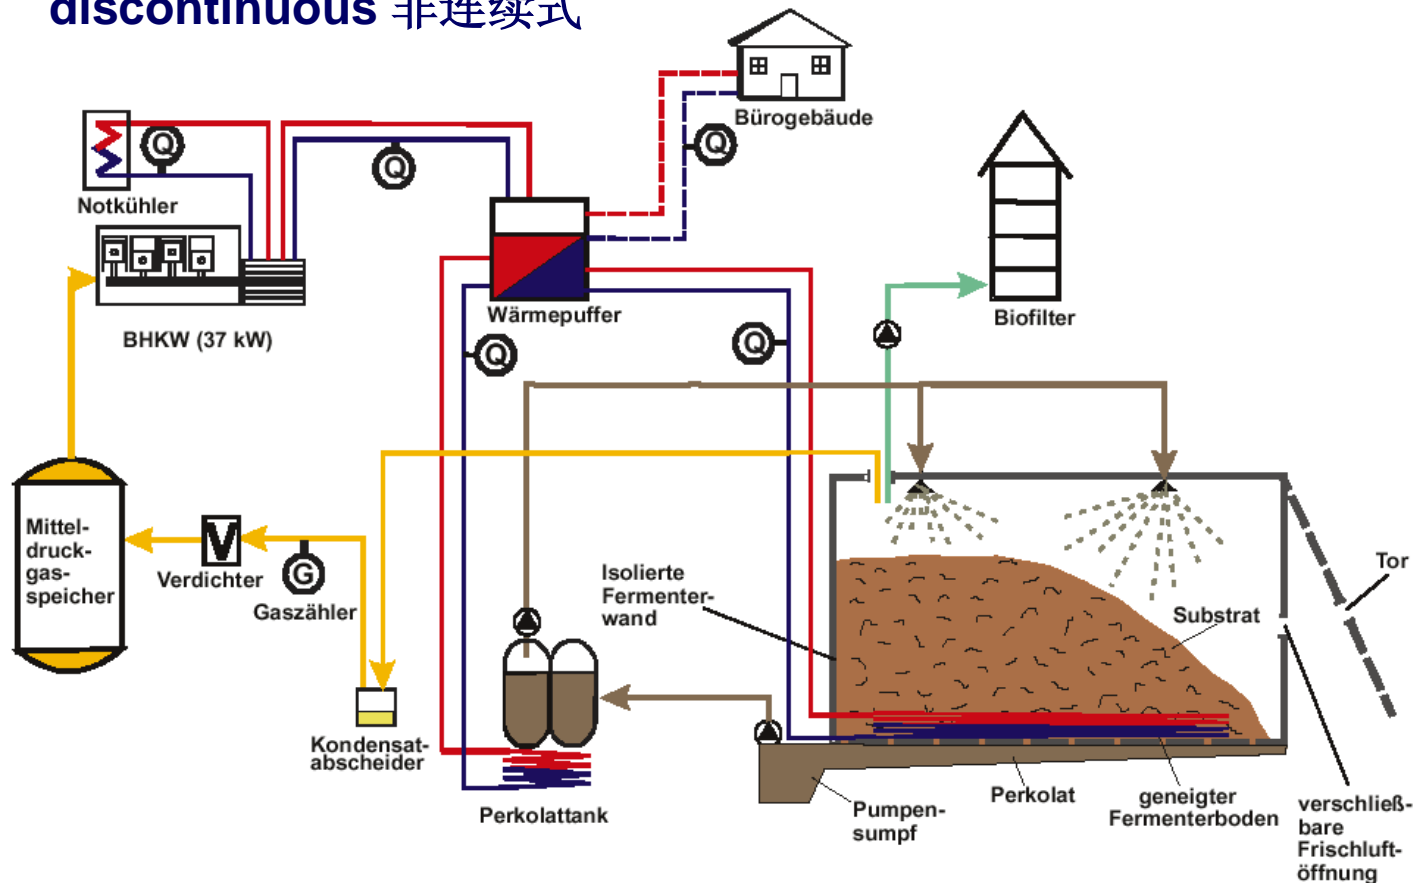 discontinuous 非连续式
Bürogebäude
Q
Q
Q
Notkühler
BHKW (37 kW)
Wärmepuffer
Q
Q
Biofilter
Mittel-
druck-
gas-
speicher
V
Verdichter
G
Gaszähler
Isolierte
Fermenter-
wand
Tor
Substrat
Kondensat-
abscheider
Perkolattank
Pumpen-
sumpf
Perkolat
geneigter
Fermenterboden
verschließ-
bare
Frischluft-
öffnung